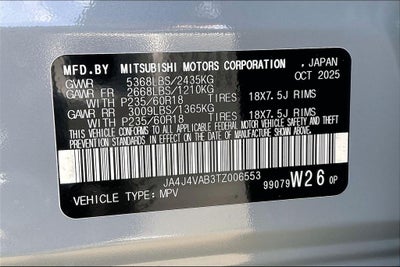 MFD.BY MITSUBISHI MOTORS CORPORATION, JAPAN
GVWR 5368LBS/2435KG OCT 2025
GAWR FR 2668LBS/1210KG
WITH P235/60R18 TIRES 18X7.5J RIMS
GAWR RR 3009LBS/1365KG
WITH P235/60R18 TIRES 18X7.5J RIMS
THIS VEHICLE CONFORMS TO ALL APPLICABLE FEDERAL MOTOR VEHICLE SAFETY AND THEFT
PREVENTION STANDARDS IN EFFECT ON THE DATE OF MANUFACTURE SHOWN ABOVE.
JA4J4VAB3TZ006553
99079 W26 0P
VEHICLE TYPE: MPV